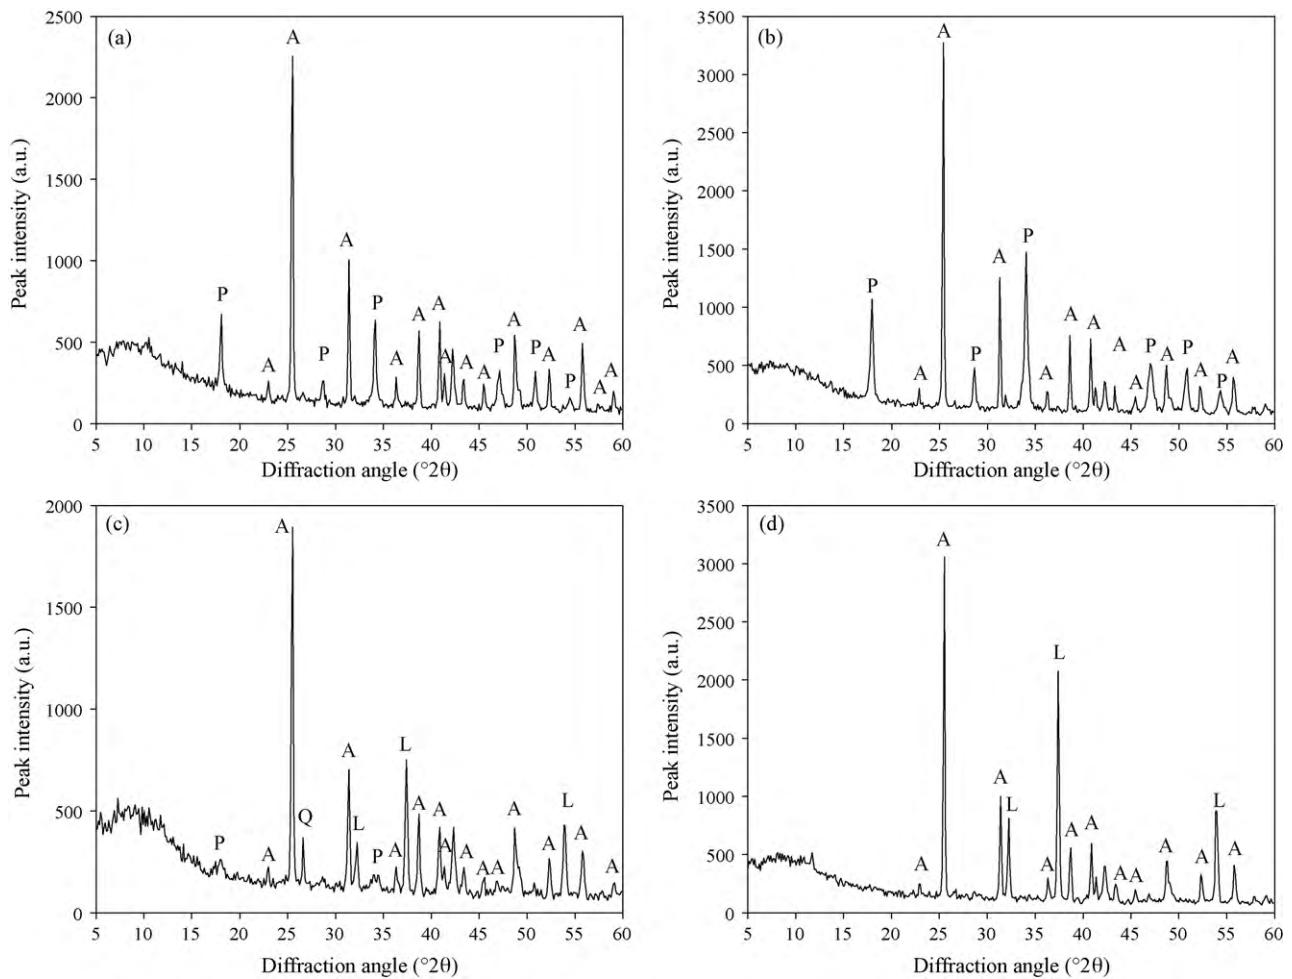 (a)
Peak intensity (a.u.)
2500
2000
1500
1000
500
0
A
P
A
P
A
P
A
A
A
A
A
A
P
A
P
A
P
A
A
A
5 10 15 20 25 30 35 40 45 50 55 60
Diffraction angle (°2θ)
(b)
Peak intensity (a.u.)
3500
3000
3500
2000
1500
1000
500
0
P
A
A
P
A
P
A
A
A
A
A
P
A
P
A
P
A
5 10 15 20 25 30 35 40 45 50 55 60
Diffraction angle (°2θ)
(c)
Peak intensity (a.u.)
2000
1500
1000
500
0
P
A
A
Q
A
L
P
A
L
A
A
A
A
A
A
A
A
L
A
A
5 10 15 20 25 30 35 40 45 50 55 60
Diffraction angle (°2θ)
(d)
Peak intensity (a.u.)
3500
3000
2500
2000
1500
1000
500
0
A
A
A
L
A
L
A
A
A
A
A
A
L
A
5 10 15 20 25 30 35 40 45 50 55 60
Diffraction angle (°2θ)